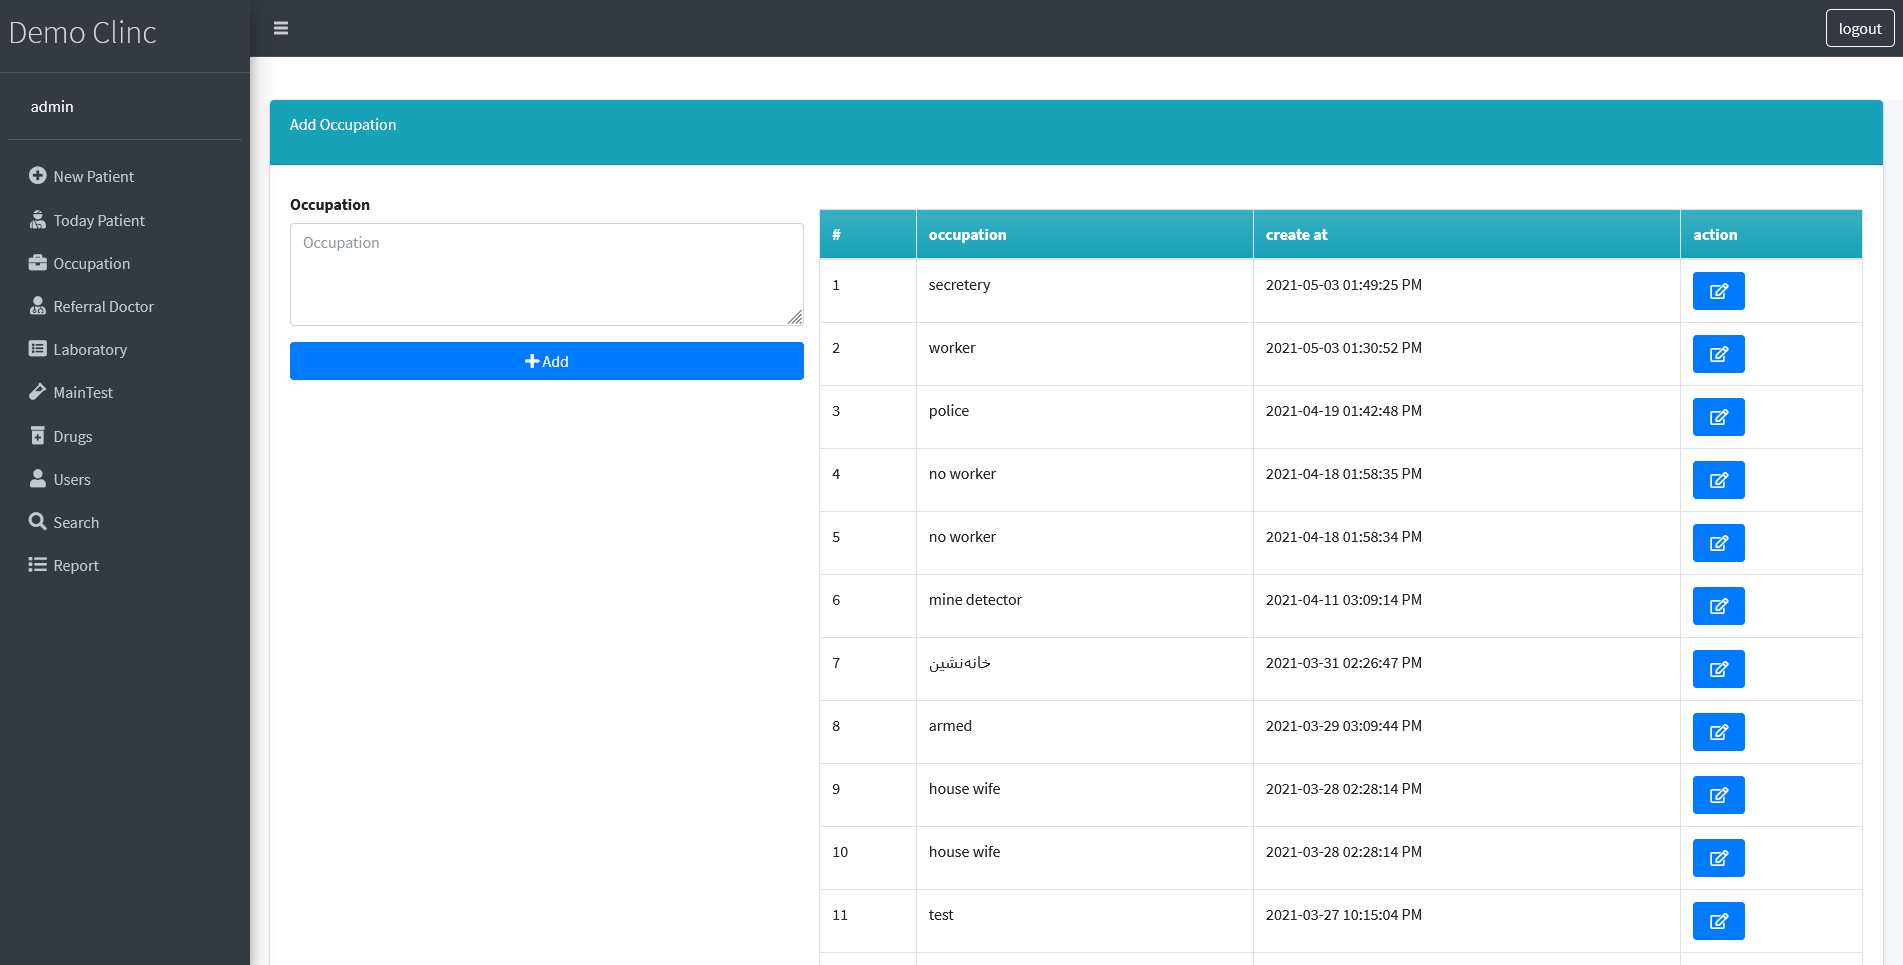 Demo Clinc
logout
admin
New Patient
Today Patient
Occupation
Referral Doctor
Laboratory
MainTest
Drugs
Users
Search
Report
Add Occupation
Occupation
Occupation
Add
# occupation create at action
1 secretery 2021-05-03 01:49:25 PM
2 worker 2021-05-03 01:30:52 PM
3 police 2021-04-19 01:42:48 PM
4 no worker 2021-04-18 01:58:35 PM
5 no worker 2021-04-18 01:58:34 PM
6 mine detector 2021-04-11 03:09:14 PM
7 خانه‌نشین 2021-03-31 02:26:47 PM
8 armed 2021-03-29 03:09:44 PM
9 house wife 2021-03-28 02:28:14 PM
10 house wife 2021-03-28 02:28:14 PM
11 test 2021-03-27 10:15:04 PM